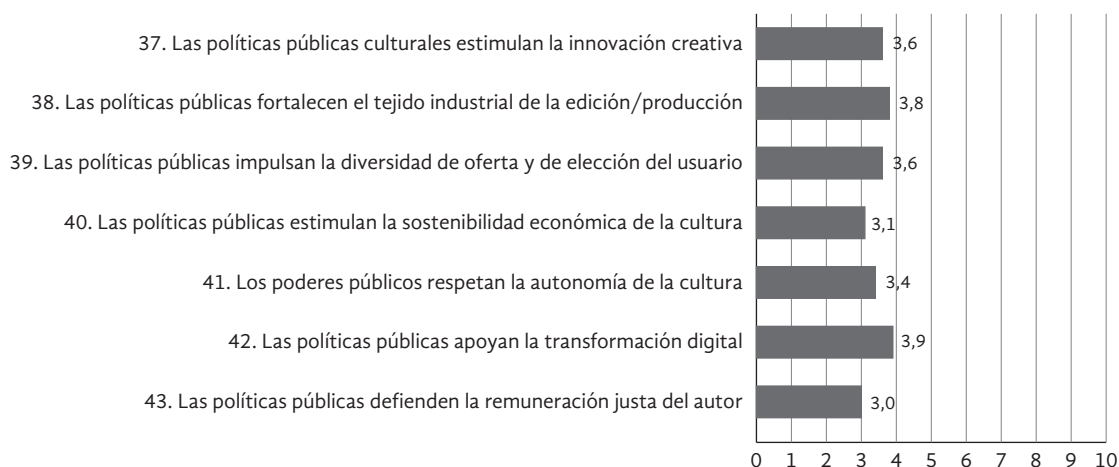 37. Las políticas públicas culturales estimulan la innovación creativa 3,6
38. Las políticas públicas fortalecen el tejido industrial de la edición/producción 3,8
39. Las políticas públicas impulsan la diversidad de oferta y de elección del usuario 3,6
40. Las políticas públicas estimulan la sostenibilidad económica de la cultura 3,1
41. Los poderes públicos respetan la autonomía de la cultura 3,4
42. Las políticas públicas apoyan la transformación digital 3,9
43. Las políticas públicas defienden la remuneración justa del autor 3,0
0 1 2 3 4 5 6 7 8 9 10